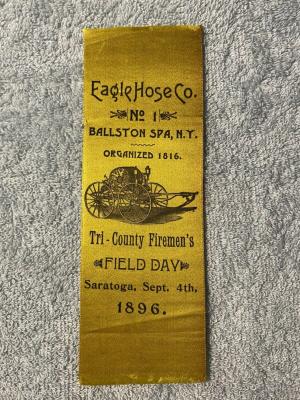 Eagle Hose Co.
No 1
BALLSTON SPA, N.Y.
ORGANIZED 1816.
Tri-County Firemen's
FIELD DAY
Saratoga, Sept. 4th,
1896.